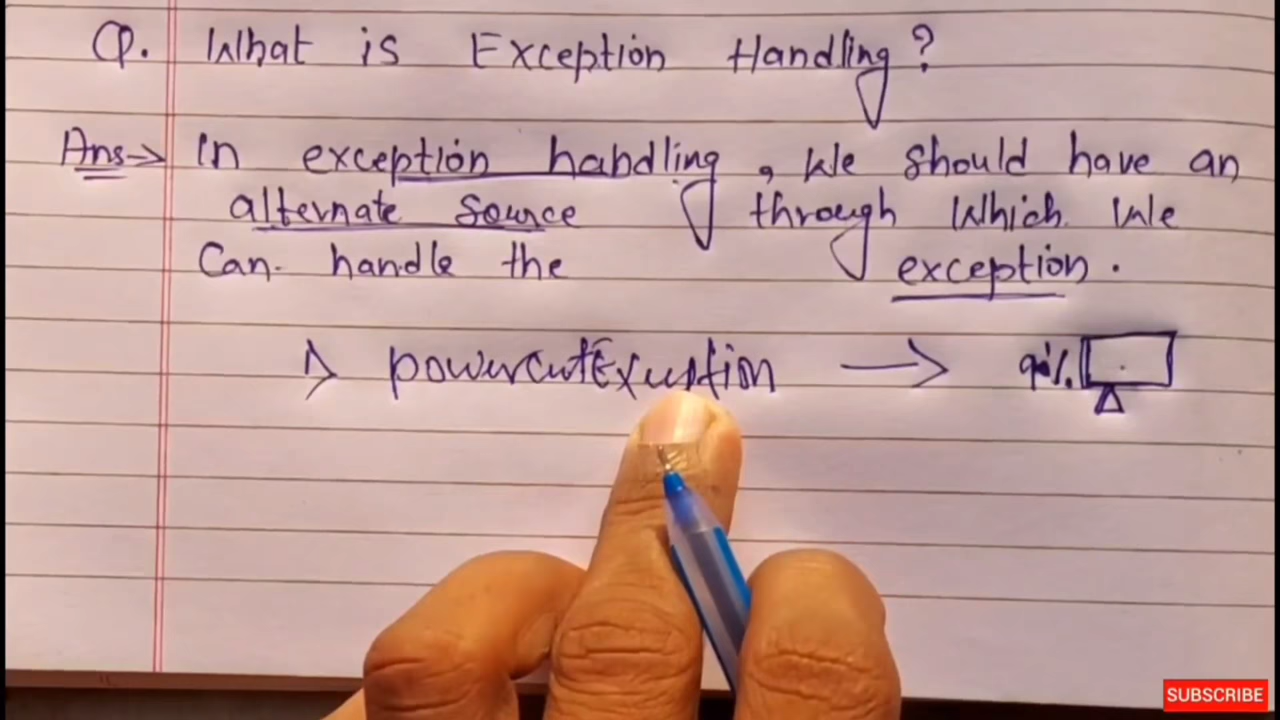 Q. What is Exception Handling?
Ans→ In exception handling, We should have an
alternate source through Which We
Can handle the exception.
→ powercutException → 90%
SUBSCRIBE